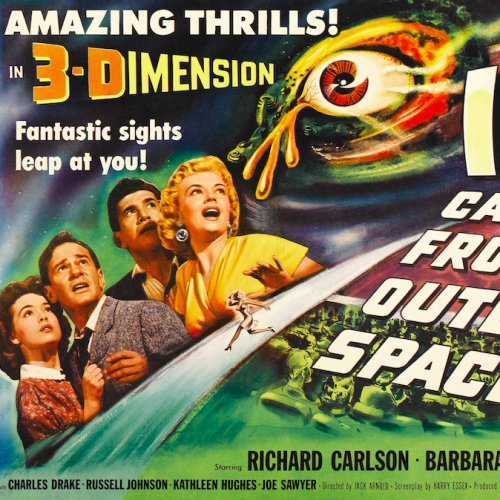 AMAZING THRILLS!
IN 3-DIMENSION
Fantastic sights
leap at you!
CA
FRO
OUTE
SPAC
Starring RICHARD CARLSON · BARBARA
CHARLES DRAKE · RUSSELL JOHNSON · KATHLEEN HUGHES · JOE SAWYER · Directed by JACK ARNOLD · Screenplay by HARRY ESSEX · Produced